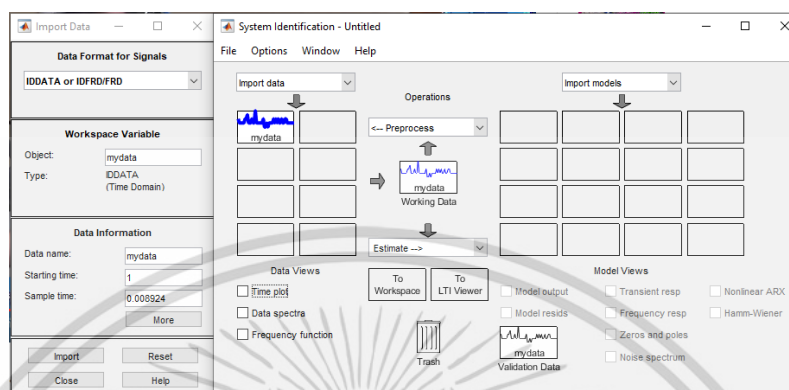 Import Data
Data Format for Signals
IDDATA or IDFRD/FRD
Workspace Variable
Object:
mydata
Type:
IDDATA
(Time Domain)
Data Information
Data name:
mydata
Starting time:
1
Sample time:
0.008924
More
Import
Reset
Close
Help
System Identification - Untitled
File Options Window Help
Import data
Operations
Import models
mydata
<-- Preprocess
mydata
Working Data
Estimate -->
Data Views
To
Workspace
To
LTI Viewer
Model Views
Time plot
Data spectra
Frequency function
Trash
Model output
Transient resp
Nonlinear ARX
Model resids
Frequency resp
Hamm-Wiener
Zeros and poles
Noise spectrum
mydata
Validation Data